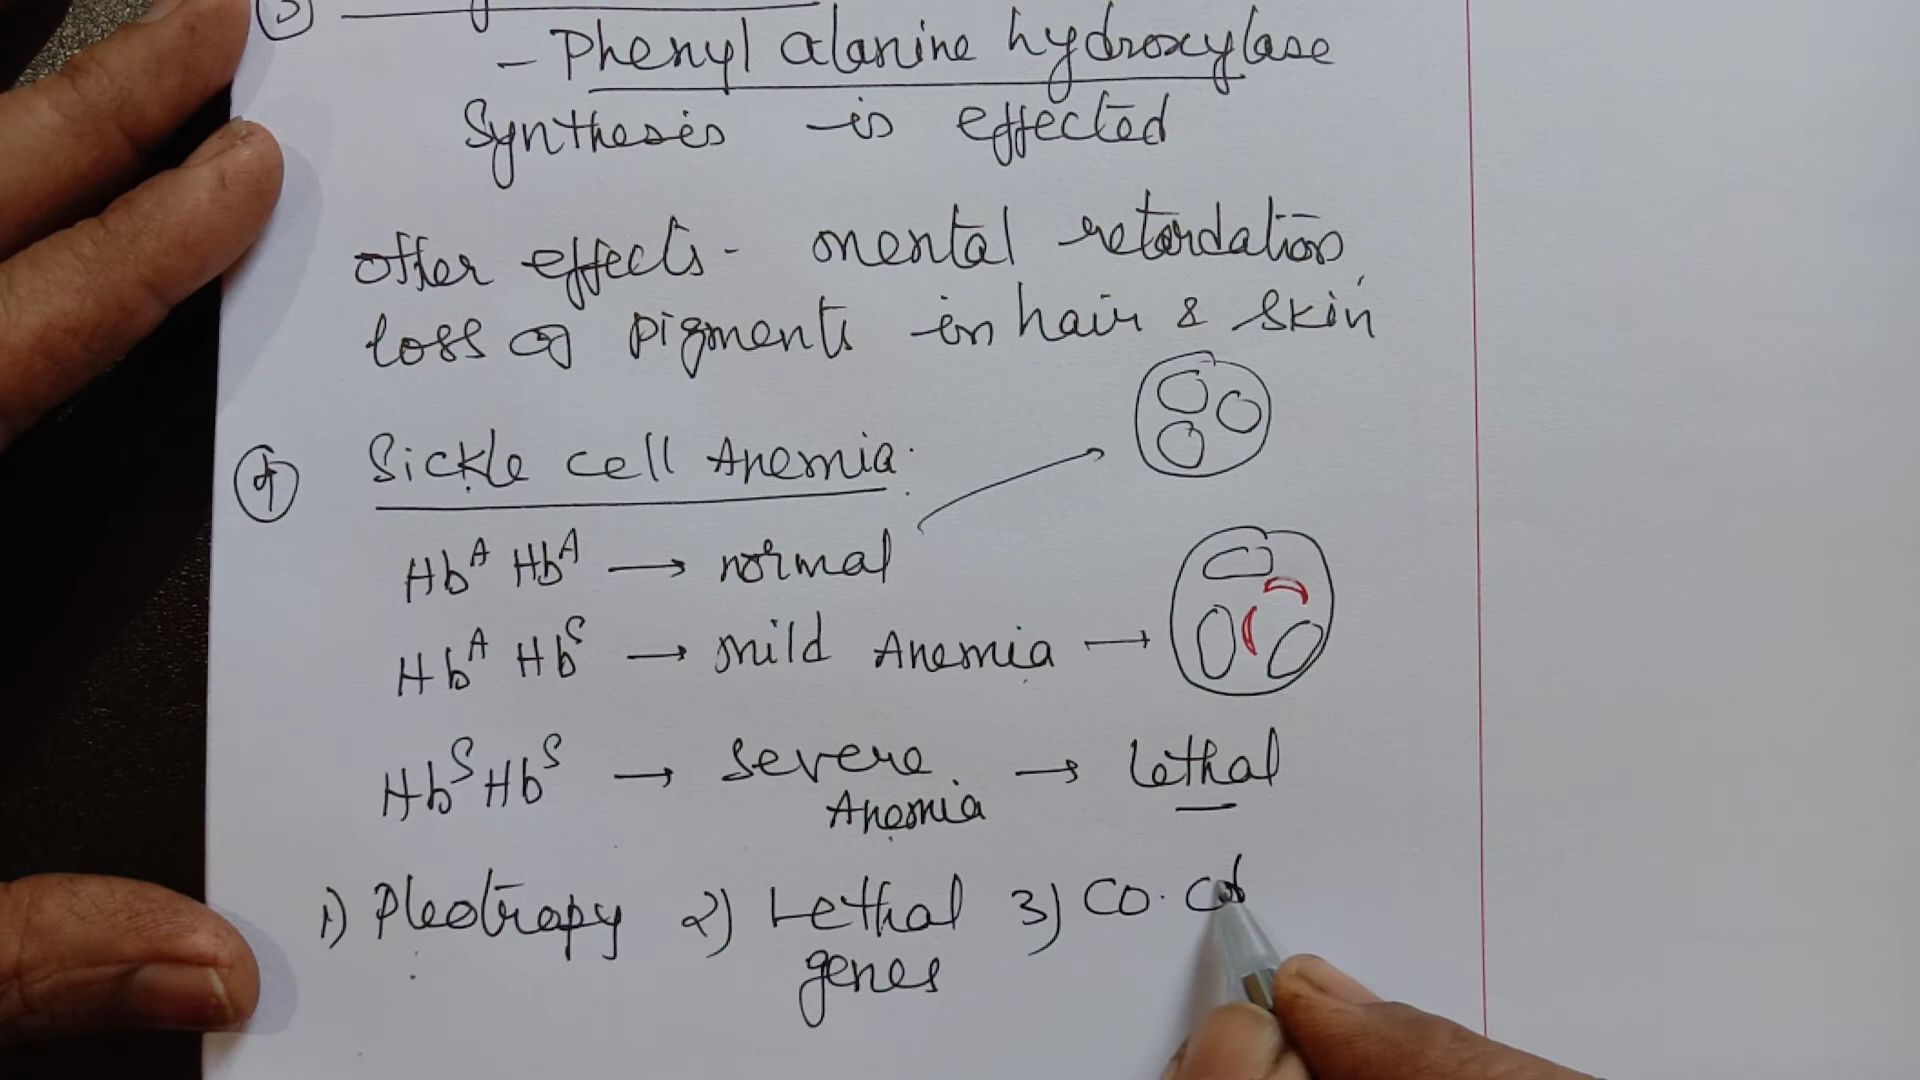 - Phenyl alanine hydroxylase
Synthesis is effected
offer effects - mental retardation,
loss of pigments in hair & skin
④ Sickle cell Anemia:
Hb^A Hb^A → normal
Hb^A Hb^S → mild Anemia →
Hb^S Hb^S → Severe Anemia → Lethal
1) Pleotropy 2) Lethal genes 3) CO.